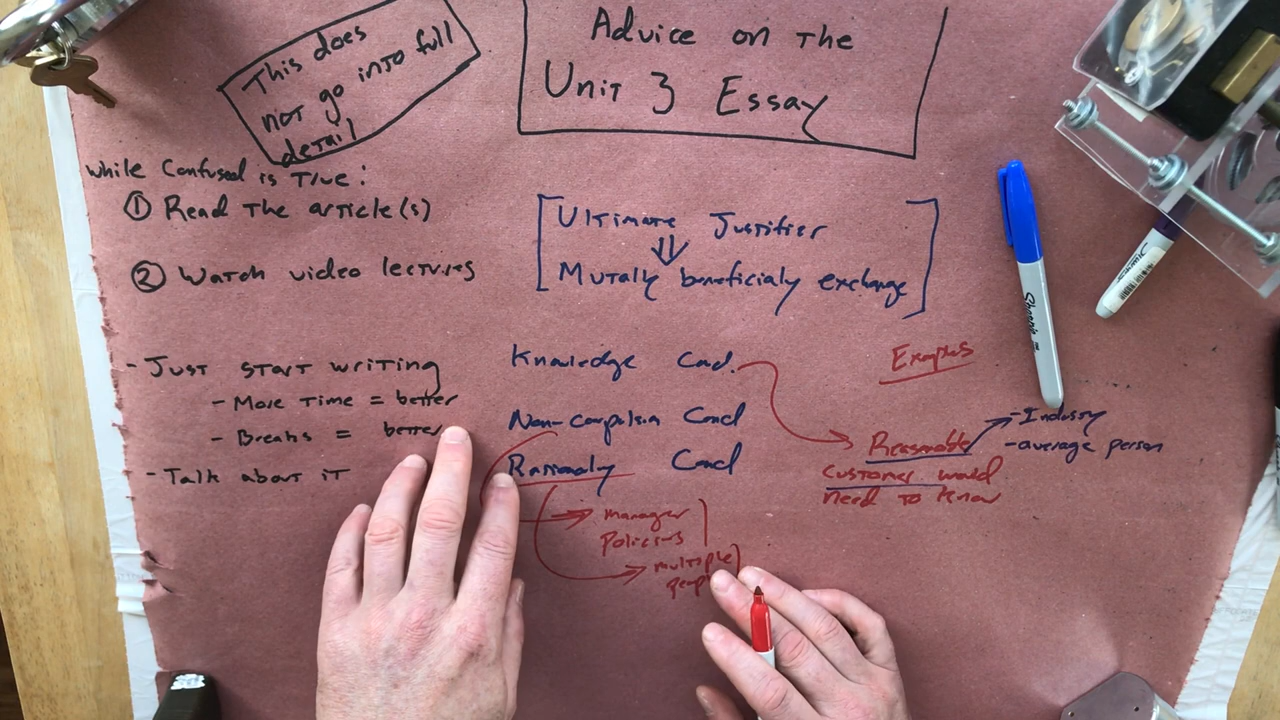 This does
not go into full
detail
Advice on the
Unit 3 Essay
While Confused is True:
① Read the article(s)
② Watch video lectures
- Just start writing
- More Time = better
- Breaks = better
- Talk about it
Ultimate Justifier
⇓
Mutally beneficialy exchange
Knowledge Cond.
Non-compulsion Cond
Rationaly Cond
→ manager
policies
→ multiple
Examples
Reasonable
customer would
need to know
- Industry
- average person
Sharpie